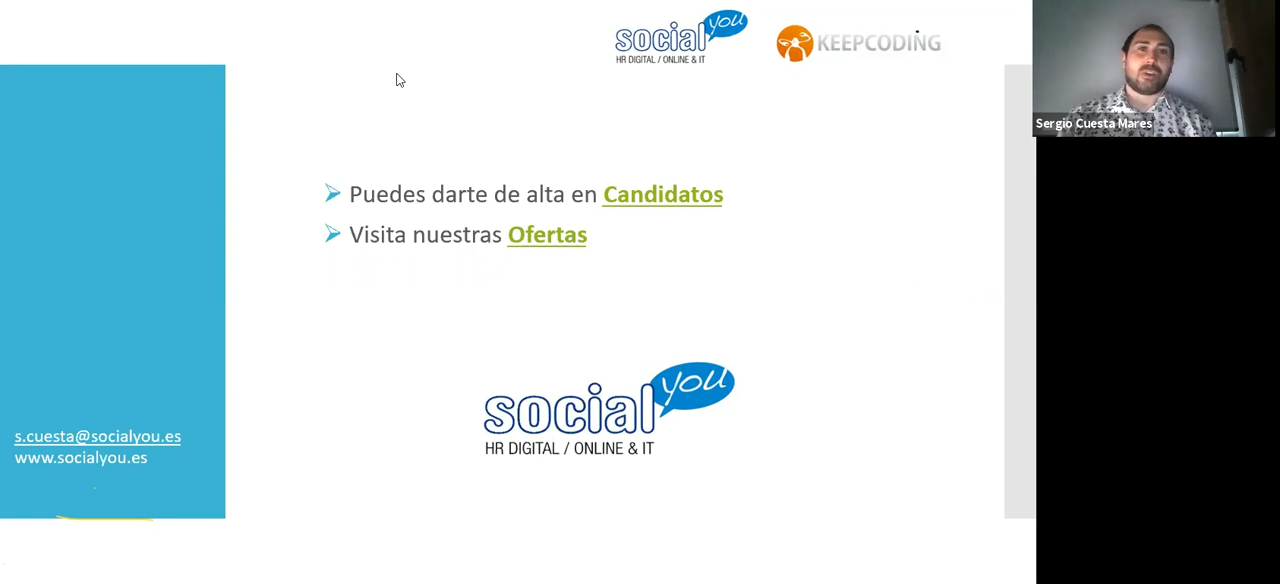 social you
HR DIGITAL / ONLINE & IT
KEEPCODING
Sergio Cuesta Mares
➢ Puedes darte de alta en Candidatos
➢ Visita nuestras Ofertas
social you
HR DIGITAL / ONLINE & IT
s.cuesta@socialyou.es
www.socialyou.es